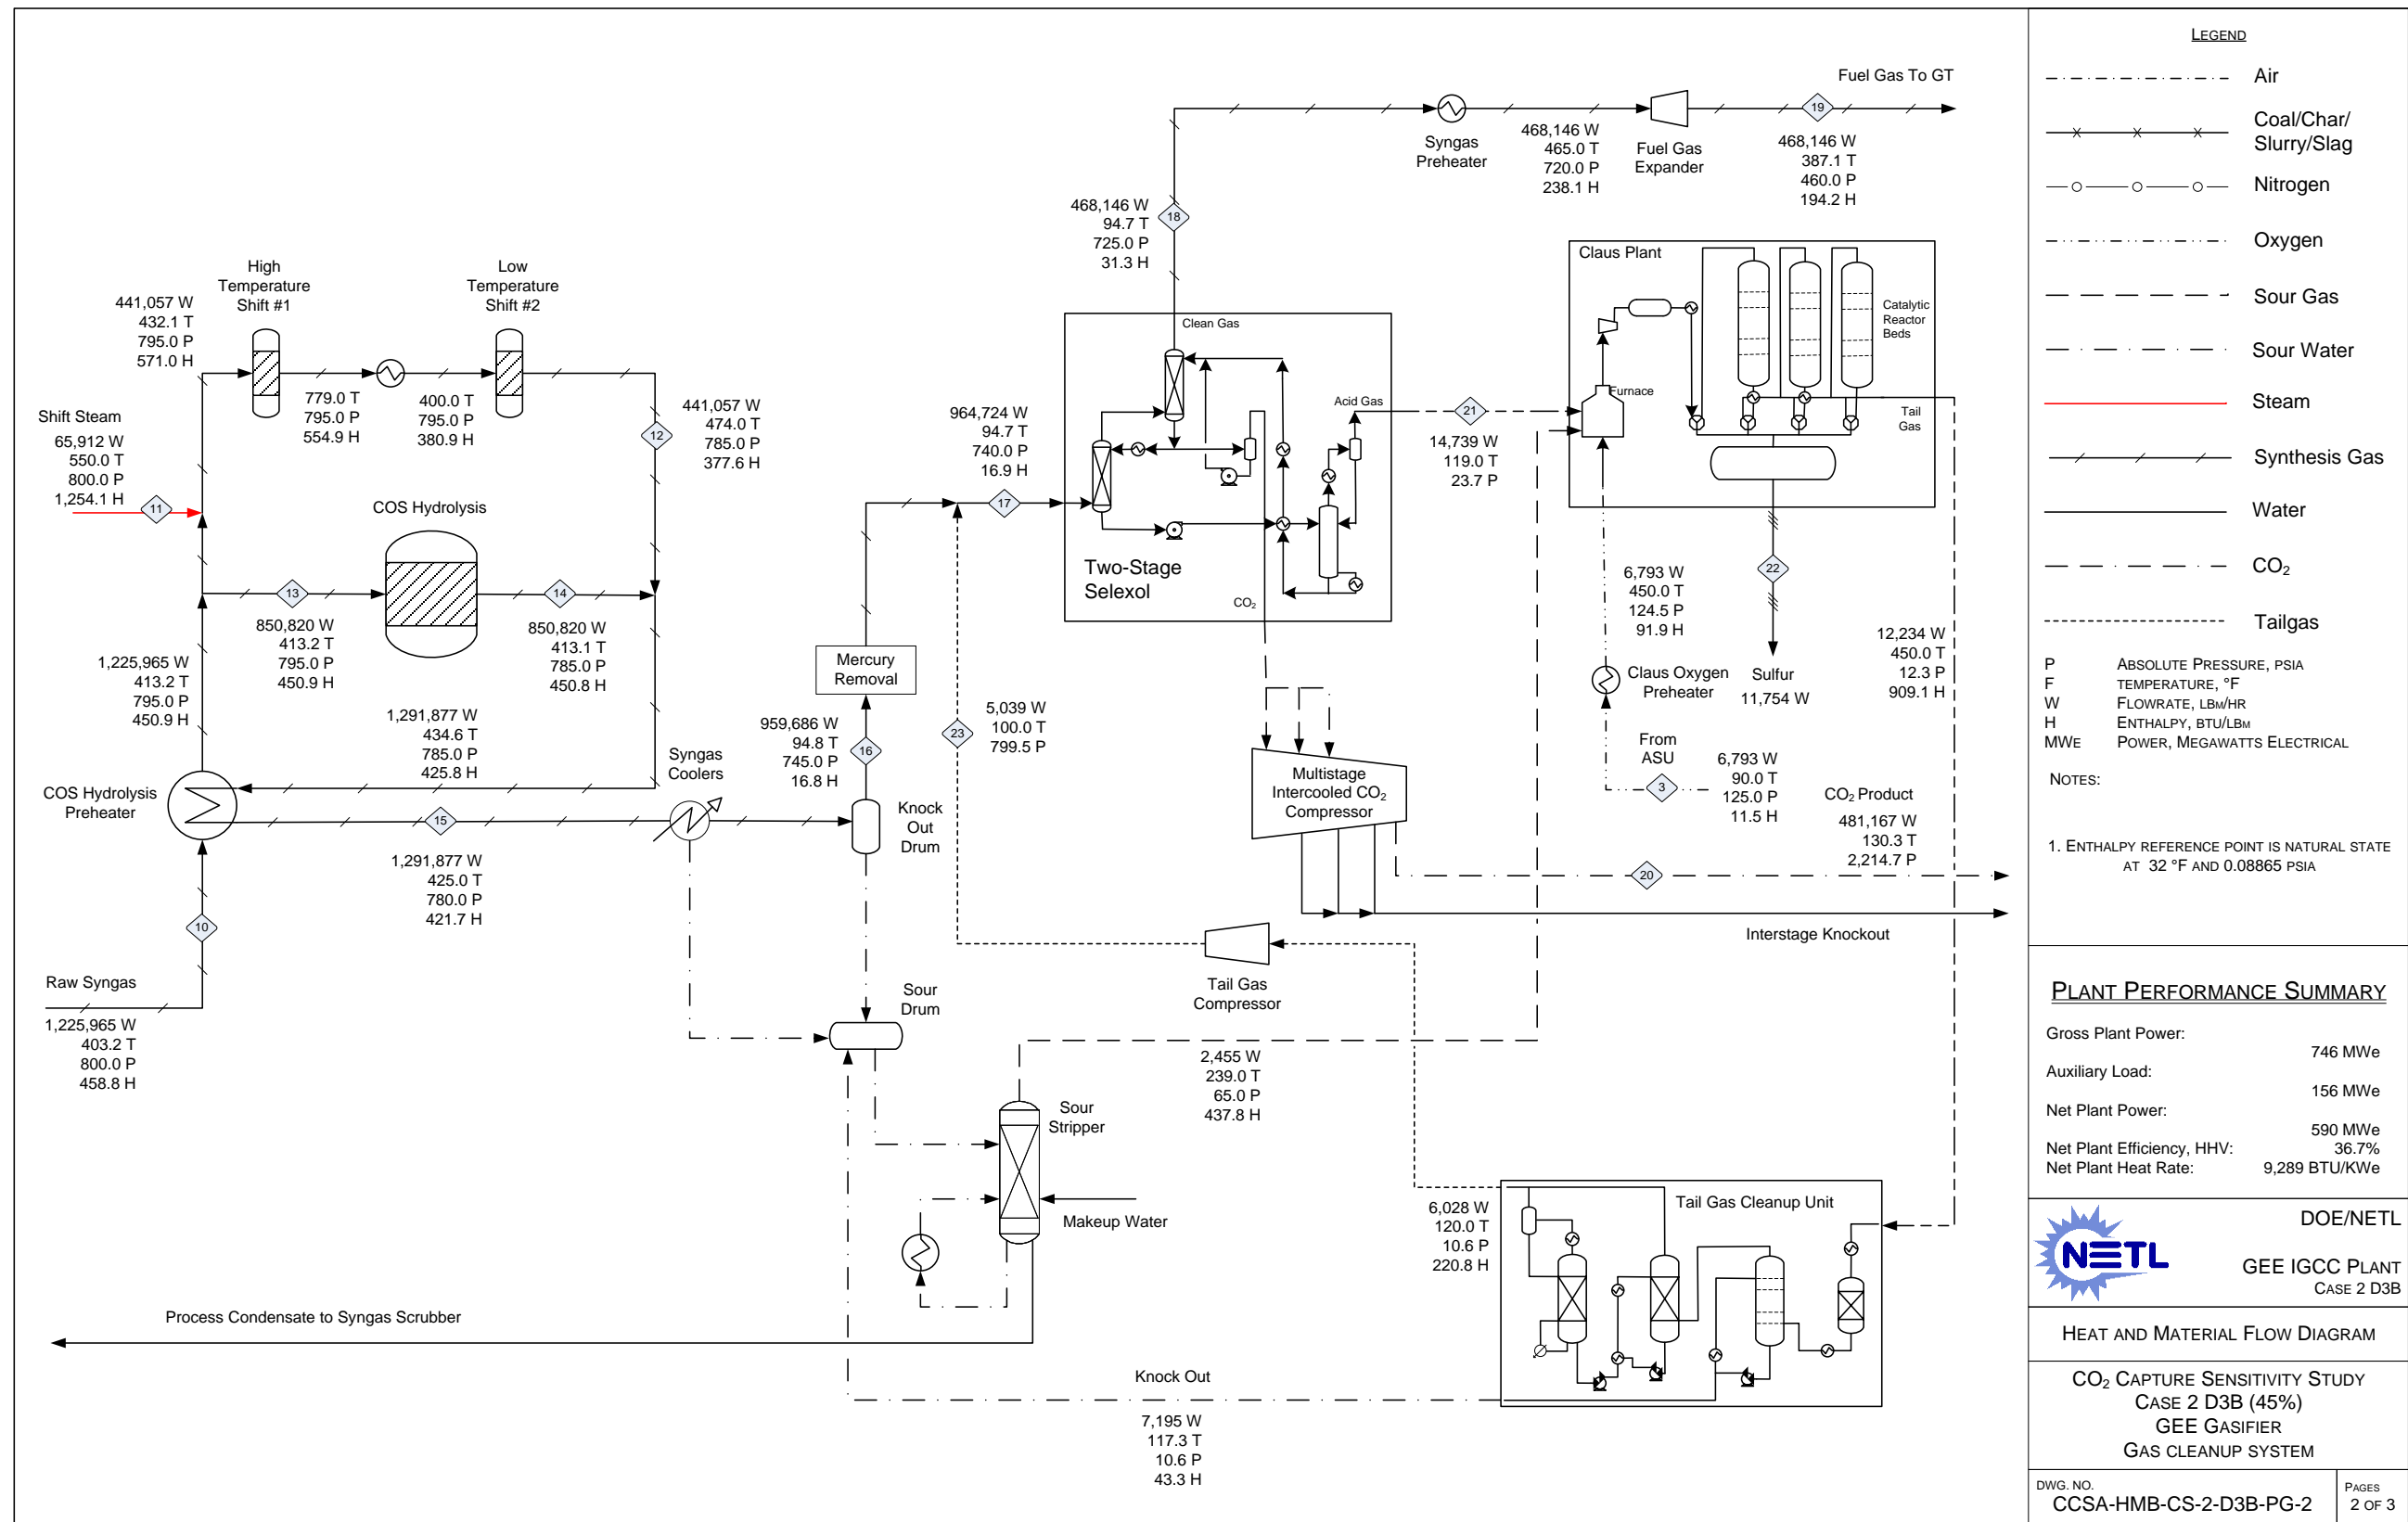 Fuel Gas To GT
Syngas
Preheater
468,146 W
465.0 T
720.0 P
238.1 H
Fuel Gas
Expander
19
468,146 W
387.1 T
460.0 P
194.2 H
468,146 W
94.7 T
725.0 P
31.3 H
18
High
Temperature
Shift #1
Low
Temperature
Shift #2
441,057 W
432.1 T
795.0 P
571.0 H
779.0 T
795.0 P
554.9 H
400.0 T
795.0 P
380.9 H
12
441,057 W
474.0 T
785.0 P
377.6 H
Shift Steam
65,912 W
550.0 T
800.0 P
1,254.1 H
11
COS Hydrolysis
13
850,820 W
413.2 T
795.0 P
450.9 H
14
850,820 W
413.1 T
785.0 P
450.8 H
1,225,965 W
413.2 T
795.0 P
450.9 H
1,291,877 W
434.6 T
785.0 P
425.8 H
COS Hydrolysis
Preheater
15
1,291,877 W
425.0 T
780.0 P
421.7 H
10
Raw Syngas
1,225,965 W
403.2 T
800.0 P
458.8 H
Syngas
Coolers
Knock
Out
Drum
959,686 W
94.8 T
745.0 P
16.8 H
16
Mercury
Removal
964,724 W
94.7 T
740.0 P
16.9 H
17
23
5,039 W
100.0 T
799.5 P
Clean Gas
Acid Gas
Two-Stage
Selexol
CO2
21
14,739 W
119.0 T
23.7 P
Claus Plant
Furnace
Catalytic
Reactor
Beds
Tail
Gas
22
Sulfur
11,754 W
6,793 W
450.0 T
124.5 P
91.9 H
Claus Oxygen
Preheater
From
ASU
3
6,793 W
90.0 T
125.0 P
11.5 H
12,234 W
450.0 T
12.3 P
909.1 H
Multistage
Intercooled CO2
Compressor
CO2 Product
481,167 W
130.3 T
2,214.7 P
20
Interstage Knockout
Tail Gas
Compressor
Sour
Drum
Sour
Stripper
2,455 W
239.0 T
65.0 P
437.8 H
Makeup Water
Process Condensate to Syngas Scrubber
6,028 W
120.0 T
10.6 P
220.8 H
Tail Gas Cleanup Unit
Knock Out
7,195 W
117.3 T
10.6 P
43.3 H
LEGEND
Air
Coal/Char/
Slurry/Slag
Nitrogen
Oxygen
Sour Gas
Sour Water
Steam
Synthesis Gas
Water
CO2
Tailgas
P ABSOLUTE PRESSURE, PSIA
F TEMPERATURE, °F
W FLOWRATE, LBM/HR
H ENTHALPY, BTU/LBM
MWE POWER, MEGAWATTS ELECTRICAL
NOTES:
1. ENTHALPY REFERENCE POINT IS NATURAL STATE
AT 32 °F AND 0.08865 PSIA
PLANT PERFORMANCE SUMMARY
Gross Plant Power:
746 MWe
Auxiliary Load:
156 MWe
Net Plant Power:
590 MWe
Net Plant Efficiency, HHV: 36.7%
Net Plant Heat Rate: 9,289 BTU/KWe
NETL
DOE/NETL
GEE IGCC PLANT
CASE 2 D3B
HEAT AND MATERIAL FLOW DIAGRAM
CO2 CAPTURE SENSITIVITY STUDY
CASE 2 D3B (45%)
GEE GASIFIER
GAS CLEANUP SYSTEM
DWG. NO.
CCSA-HMB-CS-2-D3B-PG-2
PAGES
2 OF 3